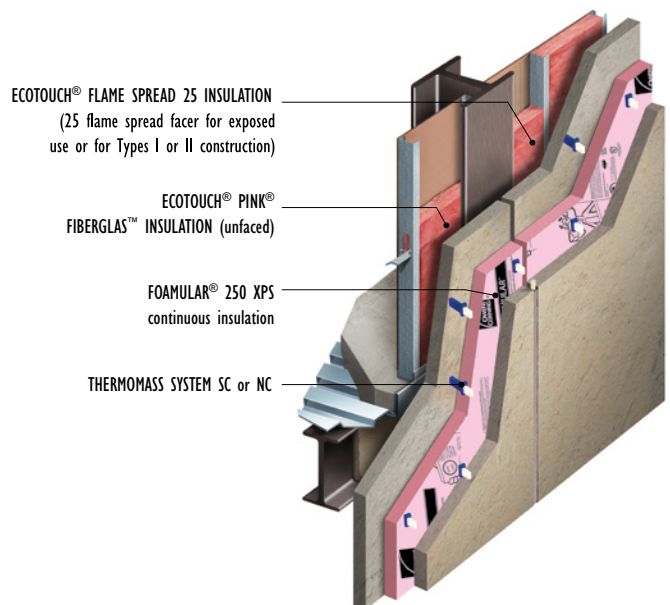 ECOTOUCH® FLAME SPREAD 25 INSULATION
(25 flame spread facer for exposed
use or for Types I or II construction)
ECOTOUCH® PINK®
FIBERGLAS™ INSULATION (unfaced)
FOAMULAR® 250 XPS
continuous insulation
THERMOMASS SYSTEM SC or NC